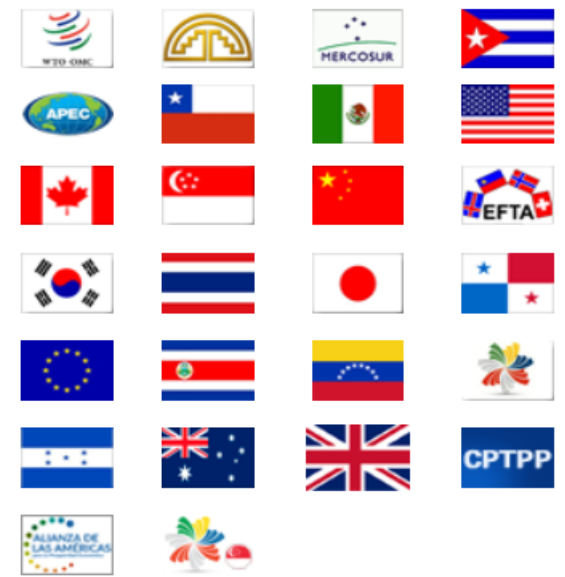 WTO OMC
MERCOSUR
APEC
EFTA
CPTPP
ALIANZA DE
LAS AMÉRICAS